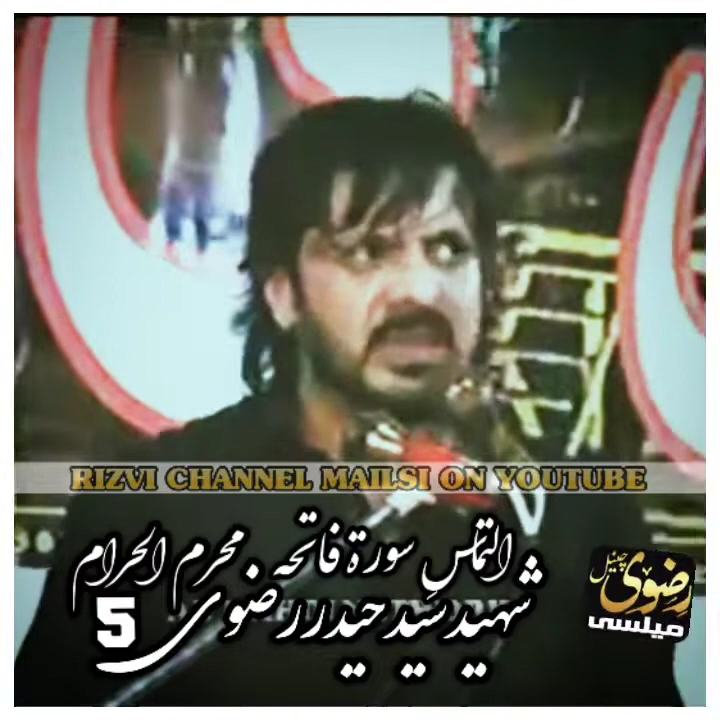 RIZVI CHANNEL MAILSI ON YOUTUBE
التماسِ سورۃ فاتحہ محرم الحرام
شہید سید حیدر رضوی 5
رضوی چینل
میلسی